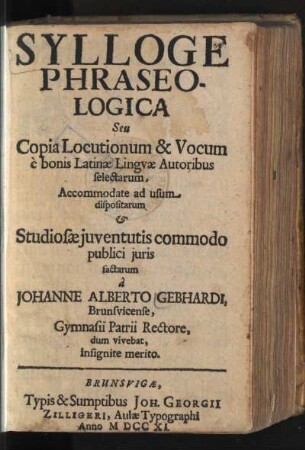 SYLLOGE
PHRASEO-
LOGICA
Seu
Copia Locutionum & Vocum
è bonis Latinæ Lingvæ Autoribus
selectarum,
Accommodate ad usum
dispositarum
&
Studiosæ juventutis commodo
publici juris
factarum
à
JOHANNE ALBERTO GEBHARDI,
Brunsvicense,
Gymnasii Patrii Rectore,
dum vivebat,
insignite merito.
BRUNSVIGÆ,
Typis & Sumptibus JOH. GEORGII
ZILLIGERI, Aulæ Typographi
Anno M DCC XI.